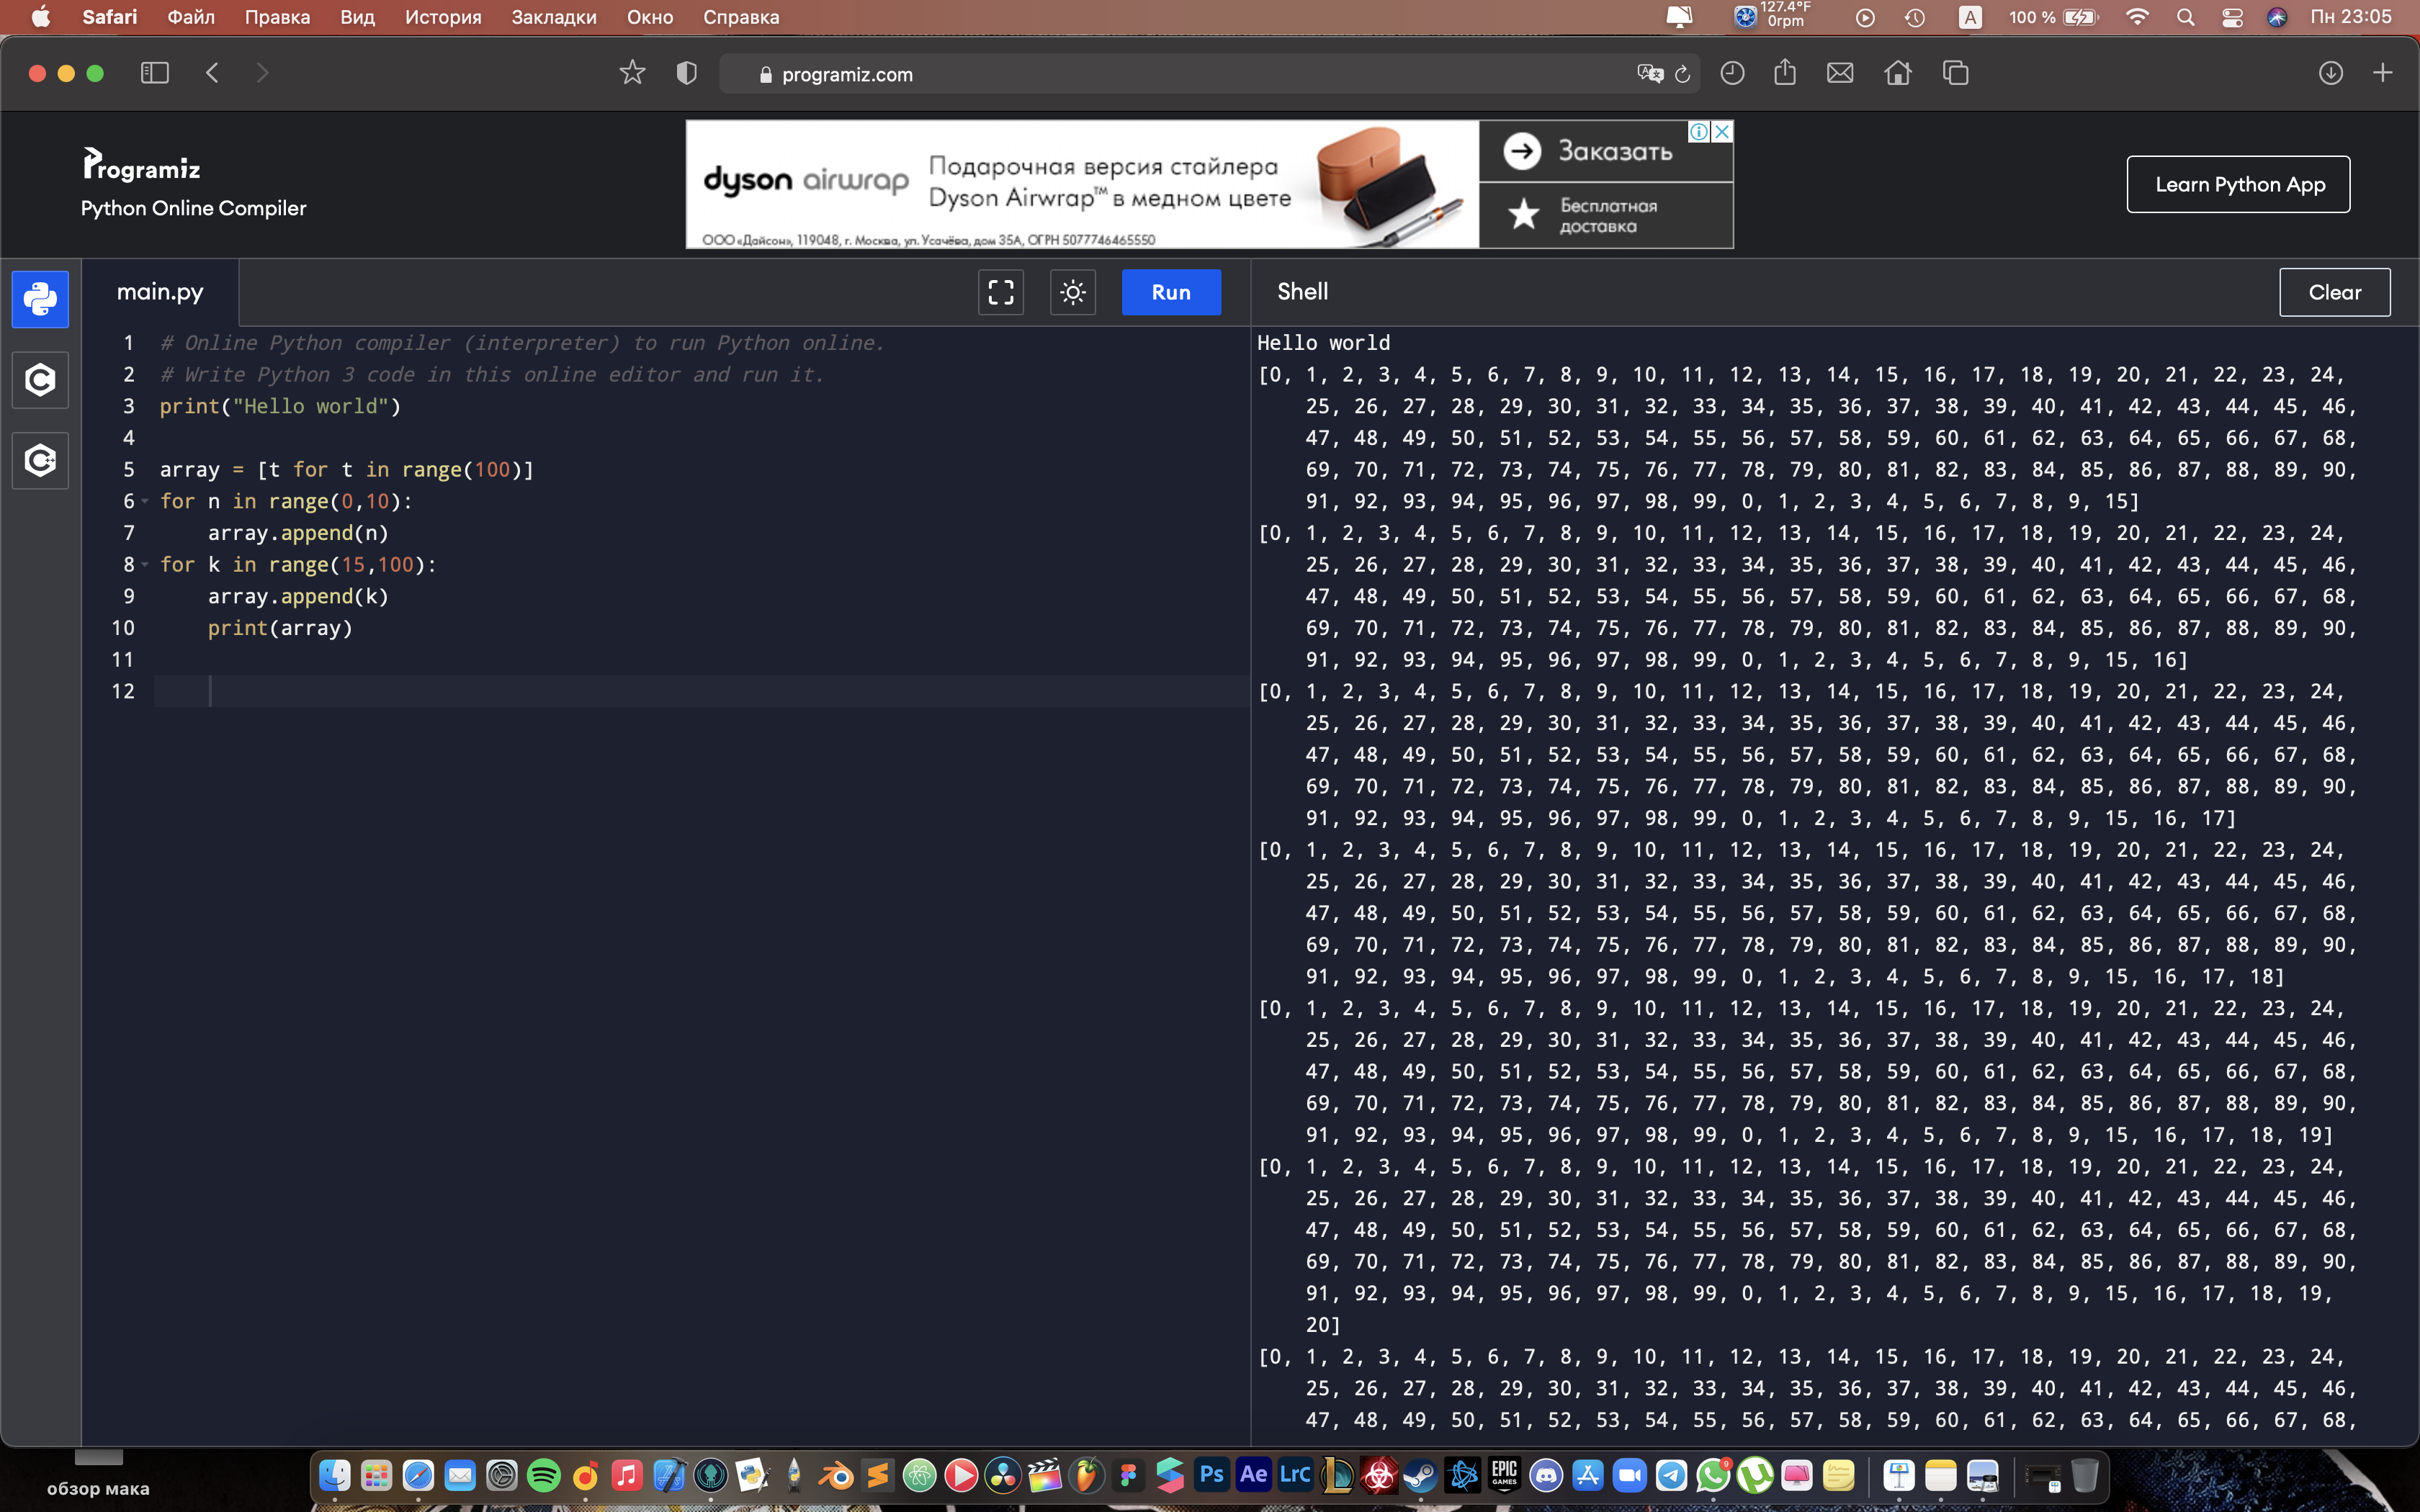 Safari Файл Правка Вид История Закладки Окно Справка 127.4°F 0rpm A 100 % Пн 23:05
programiz.com
Programiz
Python Online Compiler
dyson airwrap
Подарочная версия стайлера
Dyson Airwrap™ в медном цвете
ООО «Дайсон», 119048, г. Москва, ул. Усачёва, дом 35А, ОГРН 5077746465550
Заказать
Бесплатная
доставка
Learn Python App
main.py
Run
1 # Online Python compiler (interpreter) to run Python online.
2 # Write Python 3 code in this online editor and run it.
3 print("Hello world")
4
5 array = [t for t in range(100)]
6 for n in range(0,10):
7     array.append(n)
8 for k in range(15,100):
9     array.append(k)
10     print(array)
11
12
Shell
Clear
Hello world
[0, 1, 2, 3, 4, 5, 6, 7, 8, 9, 10, 11, 12, 13, 14, 15, 16, 17, 18, 19, 20, 21, 22, 23, 24,
25, 26, 27, 28, 29, 30, 31, 32, 33, 34, 35, 36, 37, 38, 39, 40, 41, 42, 43, 44, 45, 46,
47, 48, 49, 50, 51, 52, 53, 54, 55, 56, 57, 58, 59, 60, 61, 62, 63, 64, 65, 66, 67, 68,
69, 70, 71, 72, 73, 74, 75, 76, 77, 78, 79, 80, 81, 82, 83, 84, 85, 86, 87, 88, 89, 90,
91, 92, 93, 94, 95, 96, 97, 98, 99, 0, 1, 2, 3, 4, 5, 6, 7, 8, 9, 15]
[0, 1, 2, 3, 4, 5, 6, 7, 8, 9, 10, 11, 12, 13, 14, 15, 16, 17, 18, 19, 20, 21, 22, 23, 24,
25, 26, 27, 28, 29, 30, 31, 32, 33, 34, 35, 36, 37, 38, 39, 40, 41, 42, 43, 44, 45, 46,
47, 48, 49, 50, 51, 52, 53, 54, 55, 56, 57, 58, 59, 60, 61, 62, 63, 64, 65, 66, 67, 68,
69, 70, 71, 72, 73, 74, 75, 76, 77, 78, 79, 80, 81, 82, 83, 84, 85, 86, 87, 88, 89, 90,
91, 92, 93, 94, 95, 96, 97, 98, 99, 0, 1, 2, 3, 4, 5, 6, 7, 8, 9, 15, 16]
[0, 1, 2, 3, 4, 5, 6, 7, 8, 9, 10, 11, 12, 13, 14, 15, 16, 17, 18, 19, 20, 21, 22, 23, 24,
25, 26, 27, 28, 29, 30, 31, 32, 33, 34, 35, 36, 37, 38, 39, 40, 41, 42, 43, 44, 45, 46,
47, 48, 49, 50, 51, 52, 53, 54, 55, 56, 57, 58, 59, 60, 61, 62, 63, 64, 65, 66, 67, 68,
69, 70, 71, 72, 73, 74, 75, 76, 77, 78, 79, 80, 81, 82, 83, 84, 85, 86, 87, 88, 89, 90,
91, 92, 93, 94, 95, 96, 97, 98, 99, 0, 1, 2, 3, 4, 5, 6, 7, 8, 9, 15, 16, 17]
[0, 1, 2, 3, 4, 5, 6, 7, 8, 9, 10, 11, 12, 13, 14, 15, 16, 17, 18, 19, 20, 21, 22, 23, 24,
25, 26, 27, 28, 29, 30, 31, 32, 33, 34, 35, 36, 37, 38, 39, 40, 41, 42, 43, 44, 45, 46,
47, 48, 49, 50, 51, 52, 53, 54, 55, 56, 57, 58, 59, 60, 61, 62, 63, 64, 65, 66, 67, 68,
69, 70, 71, 72, 73, 74, 75, 76, 77, 78, 79, 80, 81, 82, 83, 84, 85, 86, 87, 88, 89, 90,
91, 92, 93, 94, 95, 96, 97, 98, 99, 0, 1, 2, 3, 4, 5, 6, 7, 8, 9, 15, 16, 17, 18]
[0, 1, 2, 3, 4, 5, 6, 7, 8, 9, 10, 11, 12, 13, 14, 15, 16, 17, 18, 19, 20, 21, 22, 23, 24,
25, 26, 27, 28, 29, 30, 31, 32, 33, 34, 35, 36, 37, 38, 39, 40, 41, 42, 43, 44, 45, 46,
47, 48, 49, 50, 51, 52, 53, 54, 55, 56, 57, 58, 59, 60, 61, 62, 63, 64, 65, 66, 67, 68,
69, 70, 71, 72, 73, 74, 75, 76, 77, 78, 79, 80, 81, 82, 83, 84, 85, 86, 87, 88, 89, 90,
91, 92, 93, 94, 95, 96, 97, 98, 99, 0, 1, 2, 3, 4, 5, 6, 7, 8, 9, 15, 16, 17, 18, 19]
[0, 1, 2, 3, 4, 5, 6, 7, 8, 9, 10, 11, 12, 13, 14, 15, 16, 17, 18, 19, 20, 21, 22, 23, 24,
25, 26, 27, 28, 29, 30, 31, 32, 33, 34, 35, 36, 37, 38, 39, 40, 41, 42, 43, 44, 45, 46,
47, 48, 49, 50, 51, 52, 53, 54, 55, 56, 57, 58, 59, 60, 61, 62, 63, 64, 65, 66, 67, 68,
69, 70, 71, 72, 73, 74, 75, 76, 77, 78, 79, 80, 81, 82, 83, 84, 85, 86, 87, 88, 89, 90,
91, 92, 93, 94, 95, 96, 97, 98, 99, 0, 1, 2, 3, 4, 5, 6, 7, 8, 9, 15, 16, 17, 18, 19,
20]
[0, 1, 2, 3, 4, 5, 6, 7, 8, 9, 10, 11, 12, 13, 14, 15, 16, 17, 18, 19, 20, 21, 22, 23, 24,
25, 26, 27, 28, 29, 30, 31, 32, 33, 34, 35, 36, 37, 38, 39, 40, 41, 42, 43, 44, 45, 46,
47, 48, 49, 50, 51, 52, 53, 54, 55, 56, 57, 58, 59, 60, 61, 62, 63, 64, 65, 66, 67, 68,
обзор мака
Ps Ae LrC EPIC GAMES 9